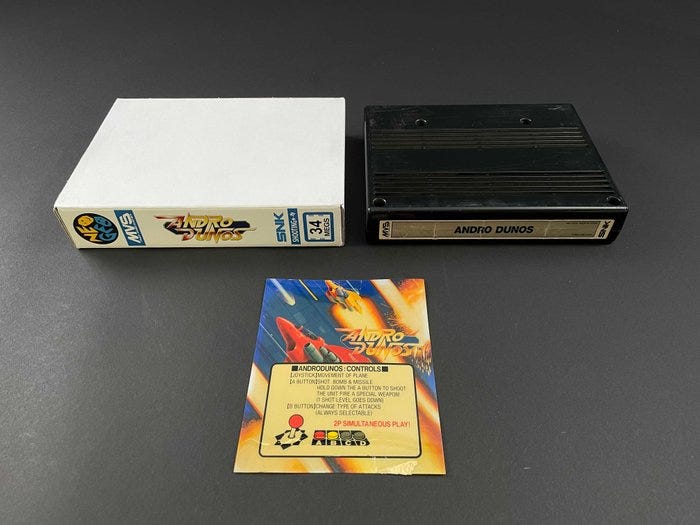 NEO GEO
MVS
ANDRO
DUNOS
SNK
SHOOTING
34
MEGS
MVS
ANDRO DUNOS
SNK
ANDRO
DUNOS
■ANDRODUNOS:CONTROLS■
[JOYSTICK]MOVEMENT OF PLANE
[A BUTTON]SHOT BOMB & MISSILE
HOLD DOWN THE A BUTTON TO SHOOT
THE UNIT FIRE A SPECIAL WEAPON!
(1 SHOT LEVEL GOES DOWN)
[B BUTTON]CHANGE TYPE OF ATTACKS
(ALWAYS SELECTABLE)
2P SIMULTANEOUS PLAY!
A B C D